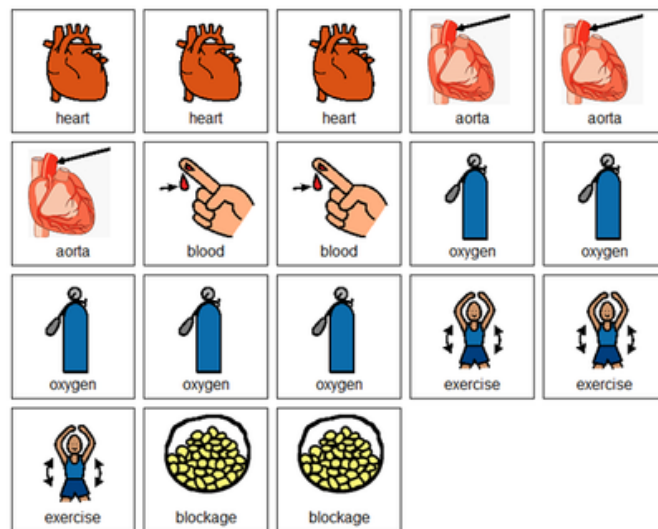 heart
heart
heart
aorta
aorta
aorta
blood
blood
oxygen
oxygen
oxygen
oxygen
oxygen
exercise
exercise
exercise
blockage
blockage